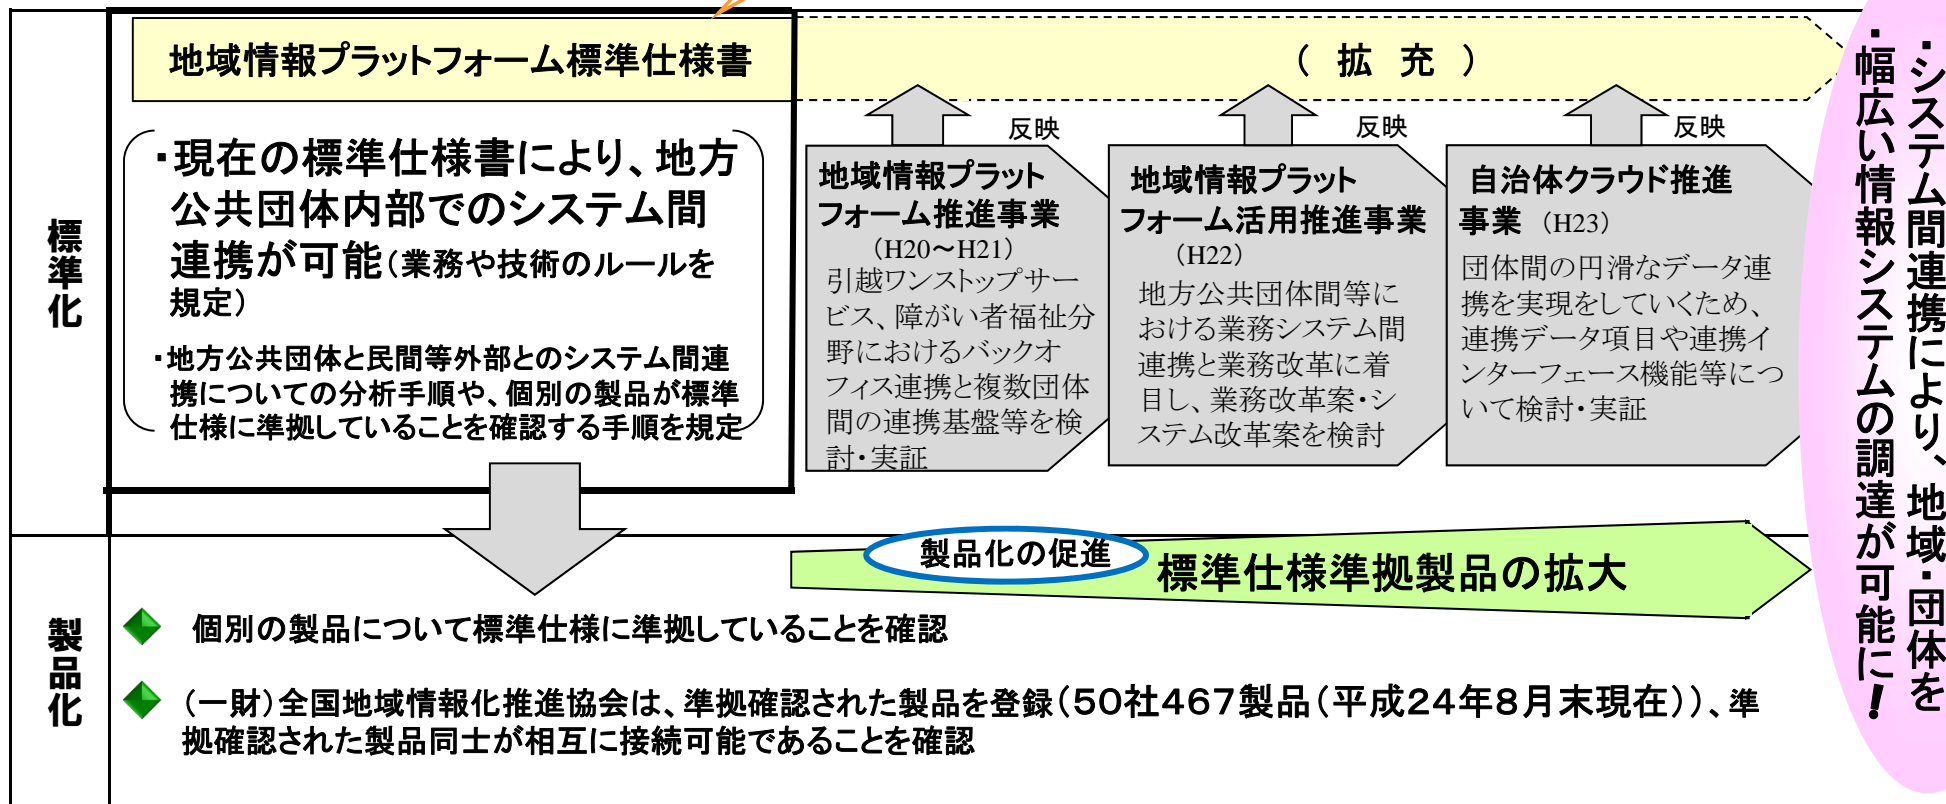 標準化
地域情報プラットフォーム標準仕様書
（　拡　充　）
・現在の標準仕様書により、地方
公共団体内部でのシステム間
連携が可能（業務や技術のルールを
規定）
・地方公共団体と民間等外部とのシステム間連
携についての分析手順や、個別の製品が標準
仕様に準拠していることを確認する手順を規定
反映
地域情報プラット
フォーム推進事業
（H20～H21）
引越ワンストップサー
ビス、障がい者福祉分
野におけるバックオ
フィス連携と複数団体
間の連携基盤等を検
討・実証
反映
地域情報プラット
フォーム活用推進事業
（H22）
地方公共団体間等に
おける業務システム間
連携と業務改革に着
目し、業務改革案・シ
ステム改革案を検討
反映
自治体クラウド推進
事業（H23）
団体間の円滑なデータ連
携を実現をしていくため、
連携データ項目や連携イ
ンターフェース機能等につ
いて検討・実証
製品化
製品化の促進
標準仕様準拠製品の拡大
個別の製品について標準仕様に準拠していることを確認
（一財）全国地域情報化推進協会は、準拠確認された製品を登録（５０社４６７製品（平成２４年８月末現在））、準
拠確認された製品同士が相互に接続可能であることを確認
・システム間連携により、地域・団体を
・幅広い情報システムの調達が可能に！